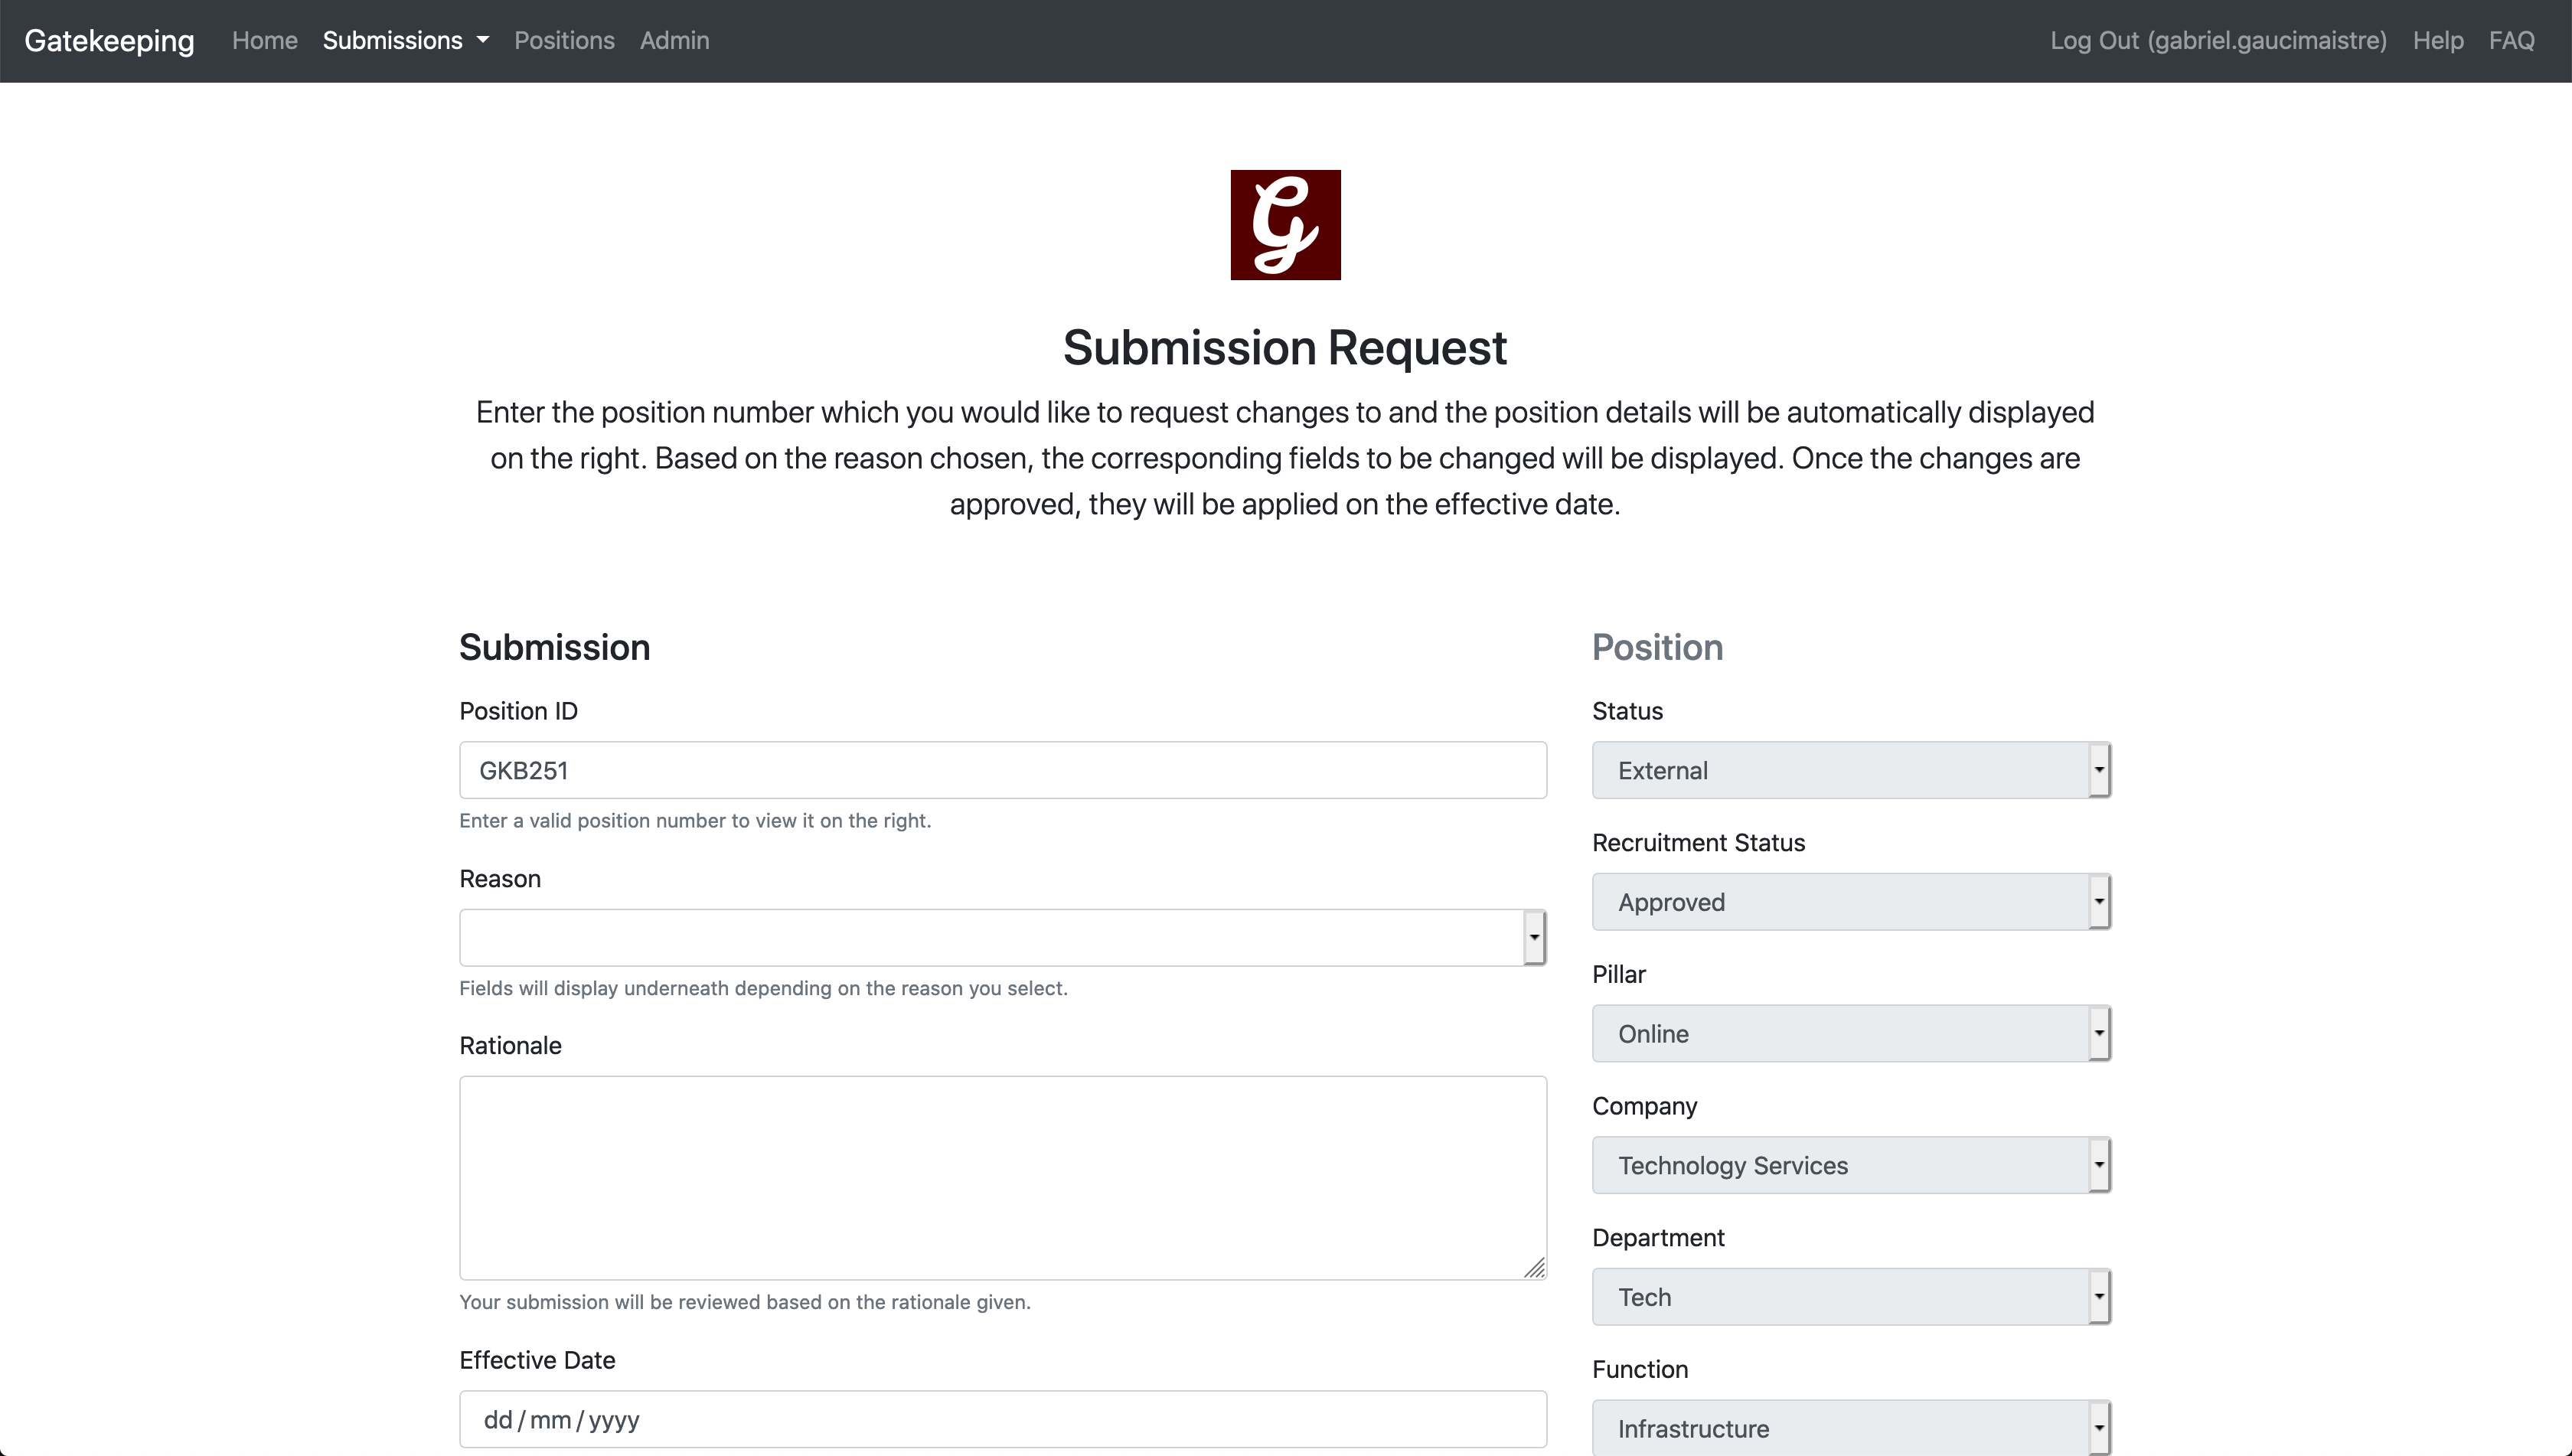 Gatekeeping Home Submissions Positions Admin Log Out (gabriel.gaucimaistre) Help FAQ
G
Submission Request
Enter the position number which you would like to request changes to and the position details will be automatically displayed
on the right. Based on the reason chosen, the corresponding fields to be changed will be displayed. Once the changes are
approved, they will be applied on the effective date.
Submission
Position ID
GKB251
Enter a valid position number to view it on the right.
Reason
Fields will display underneath depending on the reason you select.
Rationale
Your submission will be reviewed based on the rationale given.
Effective Date
dd/mm/yyyy
Position
Status
External
Recruitment Status
Approved
Pillar
Online
Company
Technology Services
Department
Tech
Function
Infrastructure